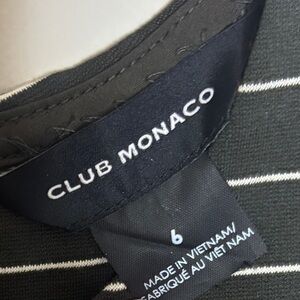 CLUB MONACO
6
MADE IN VIETNAM/
FABRIQUÉ AU VIET NAM